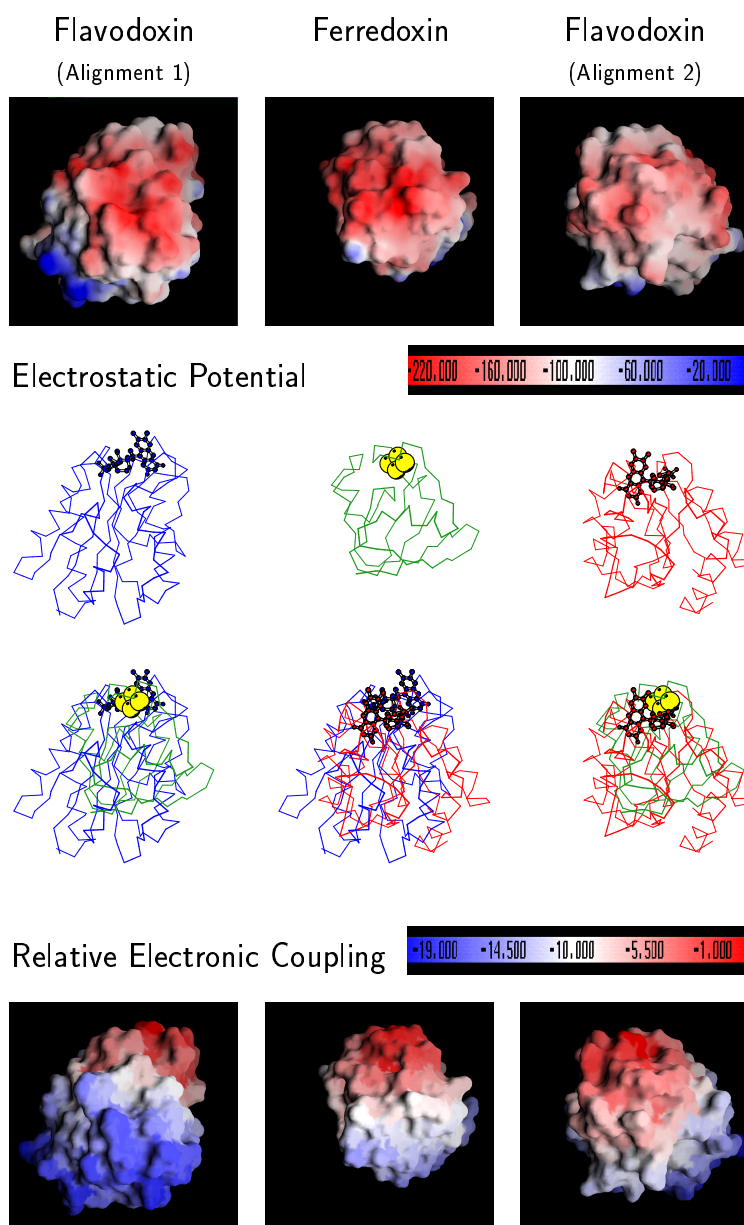 Flavodoxin Ferredoxin Flavodoxin
(Alignment 1) (Alignment 2)
Electrostatic Potential
-220.000 -160.000 -100.000 -60.000 -20.000
Relative Electronic Coupling
-19.000 -14.500 -10.000 -5.500 -1.000